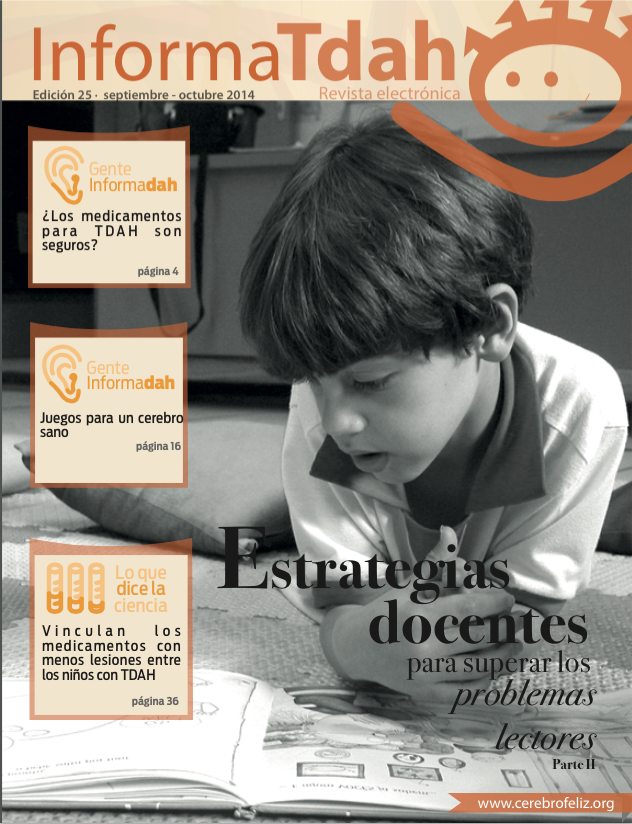 InformaTdah
Edición 25 · septiembre - octubre 2014
Revista electrónica
Gente
Informadah
¿Los medicamentos
para TDAH son
seguros?
página 4
Gente
Informadah
Juegos para un cerebro
sano
página 16
Lo que
dice la
ciencia
Vinculan los
medicamentos con
menos lesiones entre
los niños con TDAH
página 36
Estrategias
docentes
para superar los
problemas
lectores
Parte II
www.cerebrofeliz.org